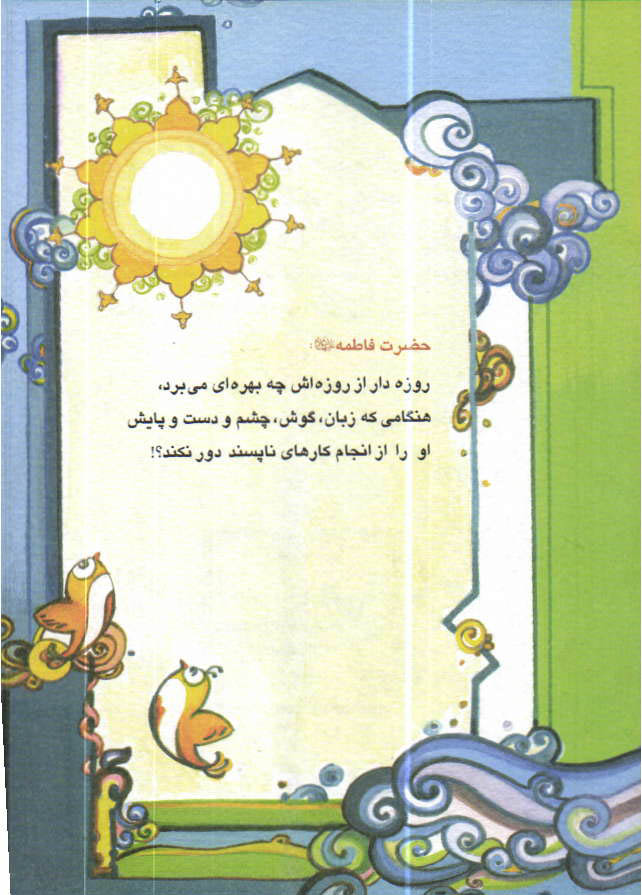 حضرت فاطمه :
روزه دار از روزه‌اش چه بهره‌ای می‌برد،
هنگامی که زبان، گوش، چشم و دست و پایش
او را از انجام کارهای ناپسند دور نکند؟!